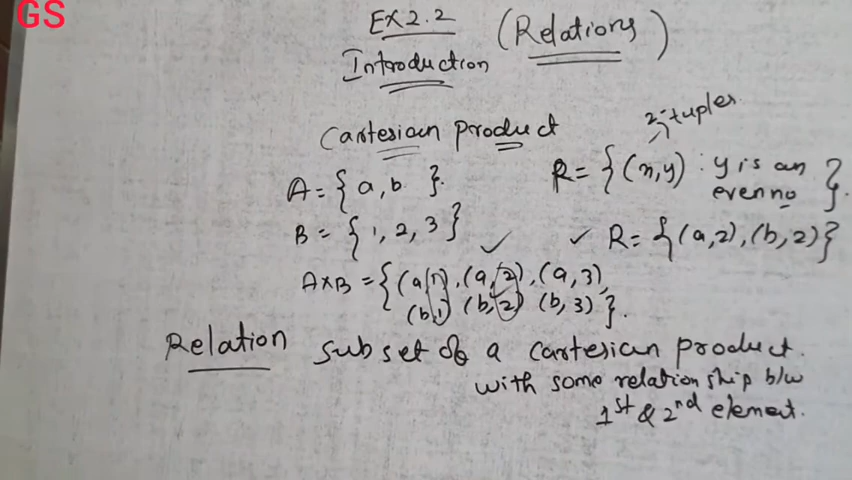 GS
EX 2.2 (Relations)
Introduction
Cartesian product
A = { a, b }.
B = { 1, 2, 3 }
A×B = { (a, 1), (a, 2), (a, 3),
(b, 1) (b, 2) (b, 3) }.
2-tuples
R = { (x, y) : y is an
even no }.
✓ R = { (a, 2), (b, 2) }
Relation subset of a cartesian product.
with some relationship b/w
1st & 2nd element.